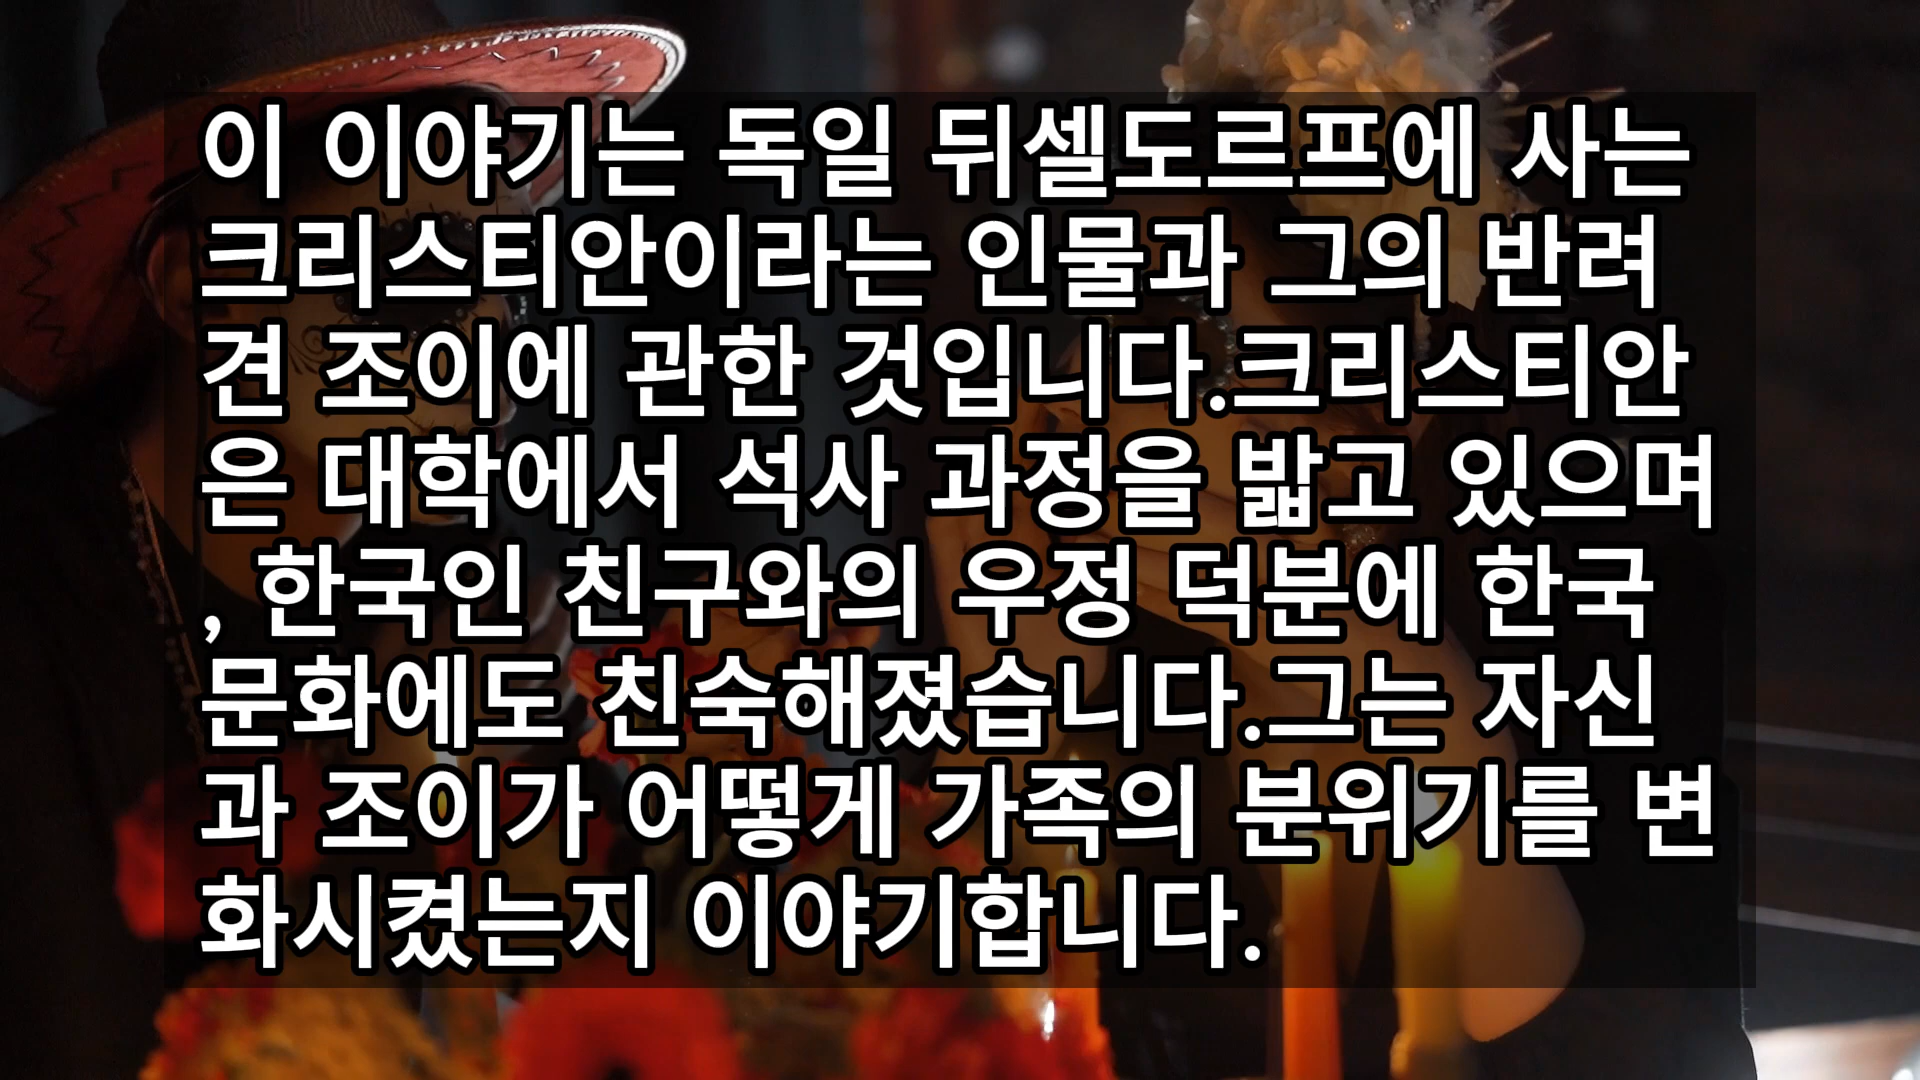 이 이야기는 독일 뒤셀도르프에 사는
크리스티안이라는 인물과 그의 반려
견 조이에 관한 것입니다.크리스티안
은 대학에서 석사 과정을 밟고 있으며
, 한국인 친구와의 우정 덕분에 한국
문화에도 친숙해졌습니다.그는 자신
과 조이가 어떻게 가족의 분위기를 변
화시켰는지 이야기합니다.